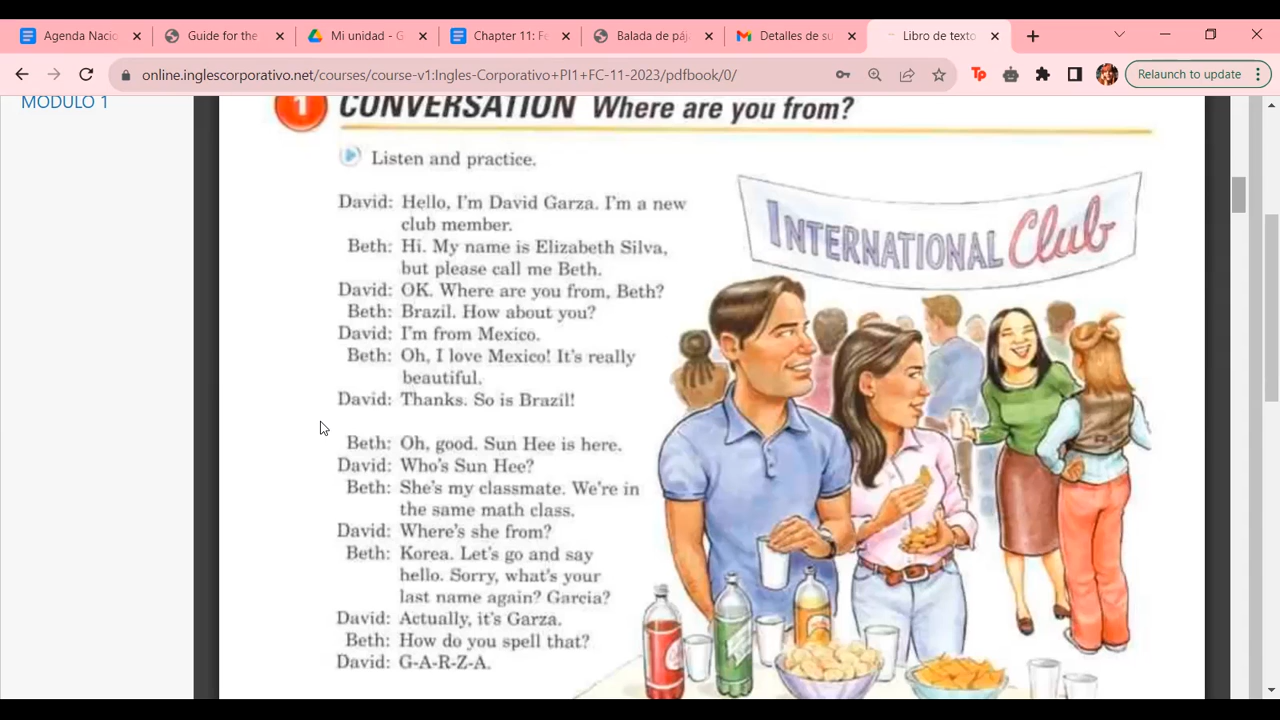 Agenda Nacio
Guide for the
Mi unidad - G
Chapter 11: Fe
Balada de páj
Detalles de su
Libro de texto
online.inglescorporativo.net/courses/course-v1:Ingles-Corporativo+PI1+FC-11-2023/pdfbook/0/
Tp
Relaunch to update
MODULO 1
1 CONVERSATION Where are you from?
Listen and practice.
INTERNATIONAL Club
David: Hello, I'm David Garza. I'm a new
club member.
Beth: Hi. My name is Elizabeth Silva,
but please call me Beth.
David: OK. Where are you from, Beth?
Beth: Brazil. How about you?
David: I'm from Mexico.
Beth: Oh, I love Mexico! It's really
beautiful.
David: Thanks. So is Brazil!
Beth: Oh, good. Sun Hee is here.
David: Who's Sun Hee?
Beth: She's my classmate. We're in
the same math class.
David: Where's she from?
Beth: Korea. Let's go and say
hello. Sorry, what's your
last name again? Garcia?
David: Actually, it's Garza.
Beth: How do you spell that?
David: G-A-R-Z-A.